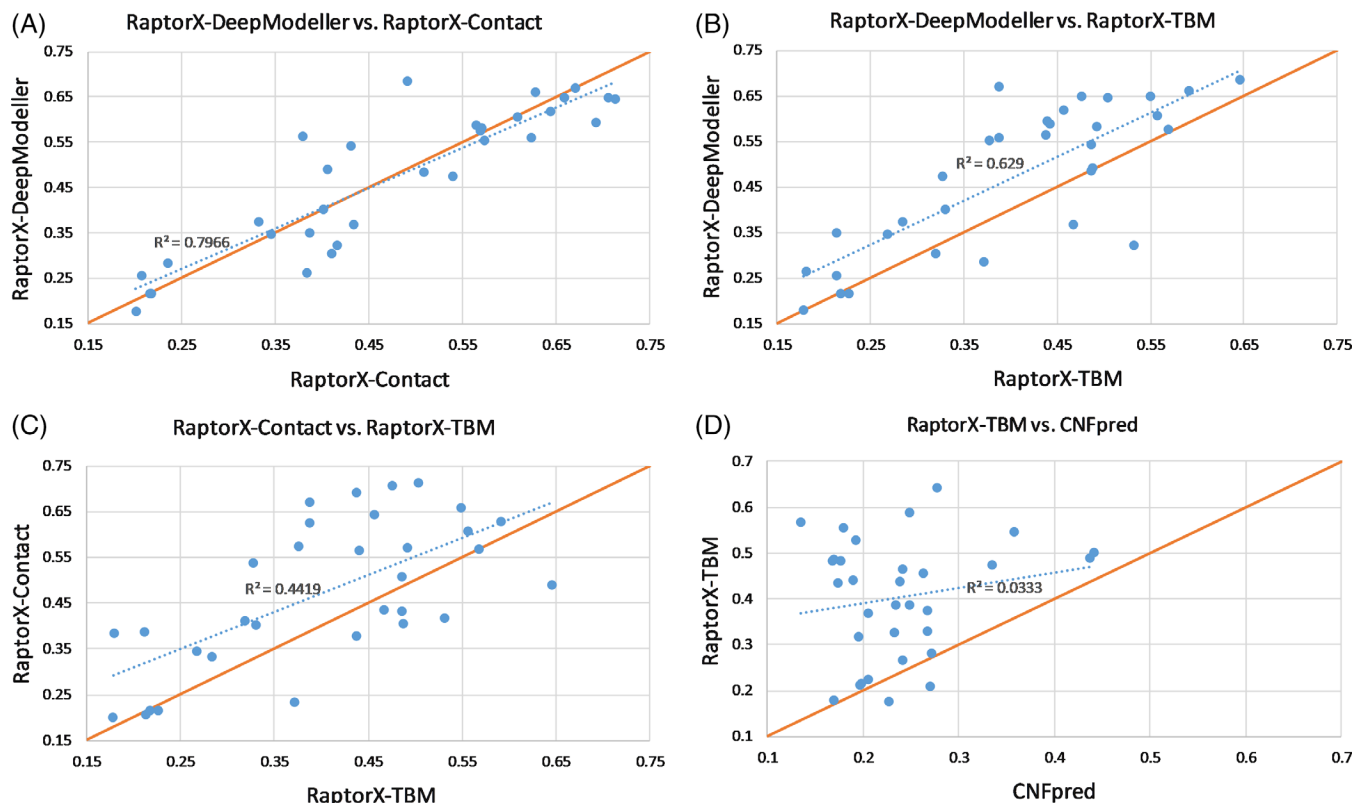 (A)
RaptorX-DeepModeller vs. RaptorX-Contact
RaptorX-DeepModeller
0.75
0.65
0.55
0.45
0.35
0.25
0.15
R² = 0.7966
0.15 0.25 0.35 0.45 0.55 0.65 0.75
RaptorX-Contact
(B)
RaptorX-DeepModeller vs. RaptorX-TBM
RaptorX-DeepModeller
0.75
0.65
0.55
0.45
0.35
0.25
0.15
R² = 0.629
0.15 0.25 0.35 0.45 0.55 0.65 0.75
RaptorX-TBM
(C)
RaptorX-Contact vs. RaptorX-TBM
RaptorX-Contact
0.75
0.65
0.55
0.45
0.35
0.25
0.15
R² = 0.4419
0.15 0.25 0.35 0.45 0.55 0.65 0.75
RaptorX-TBM
(D)
RaptorX-TBM vs. CNFpred
RaptorX-TBM
0.7
0.6
0.5
0.4
0.3
0.2
0.1
R² = 0.0333
0.1 0.2 0.3 0.4 0.5 0.6 0.7
CNFpred